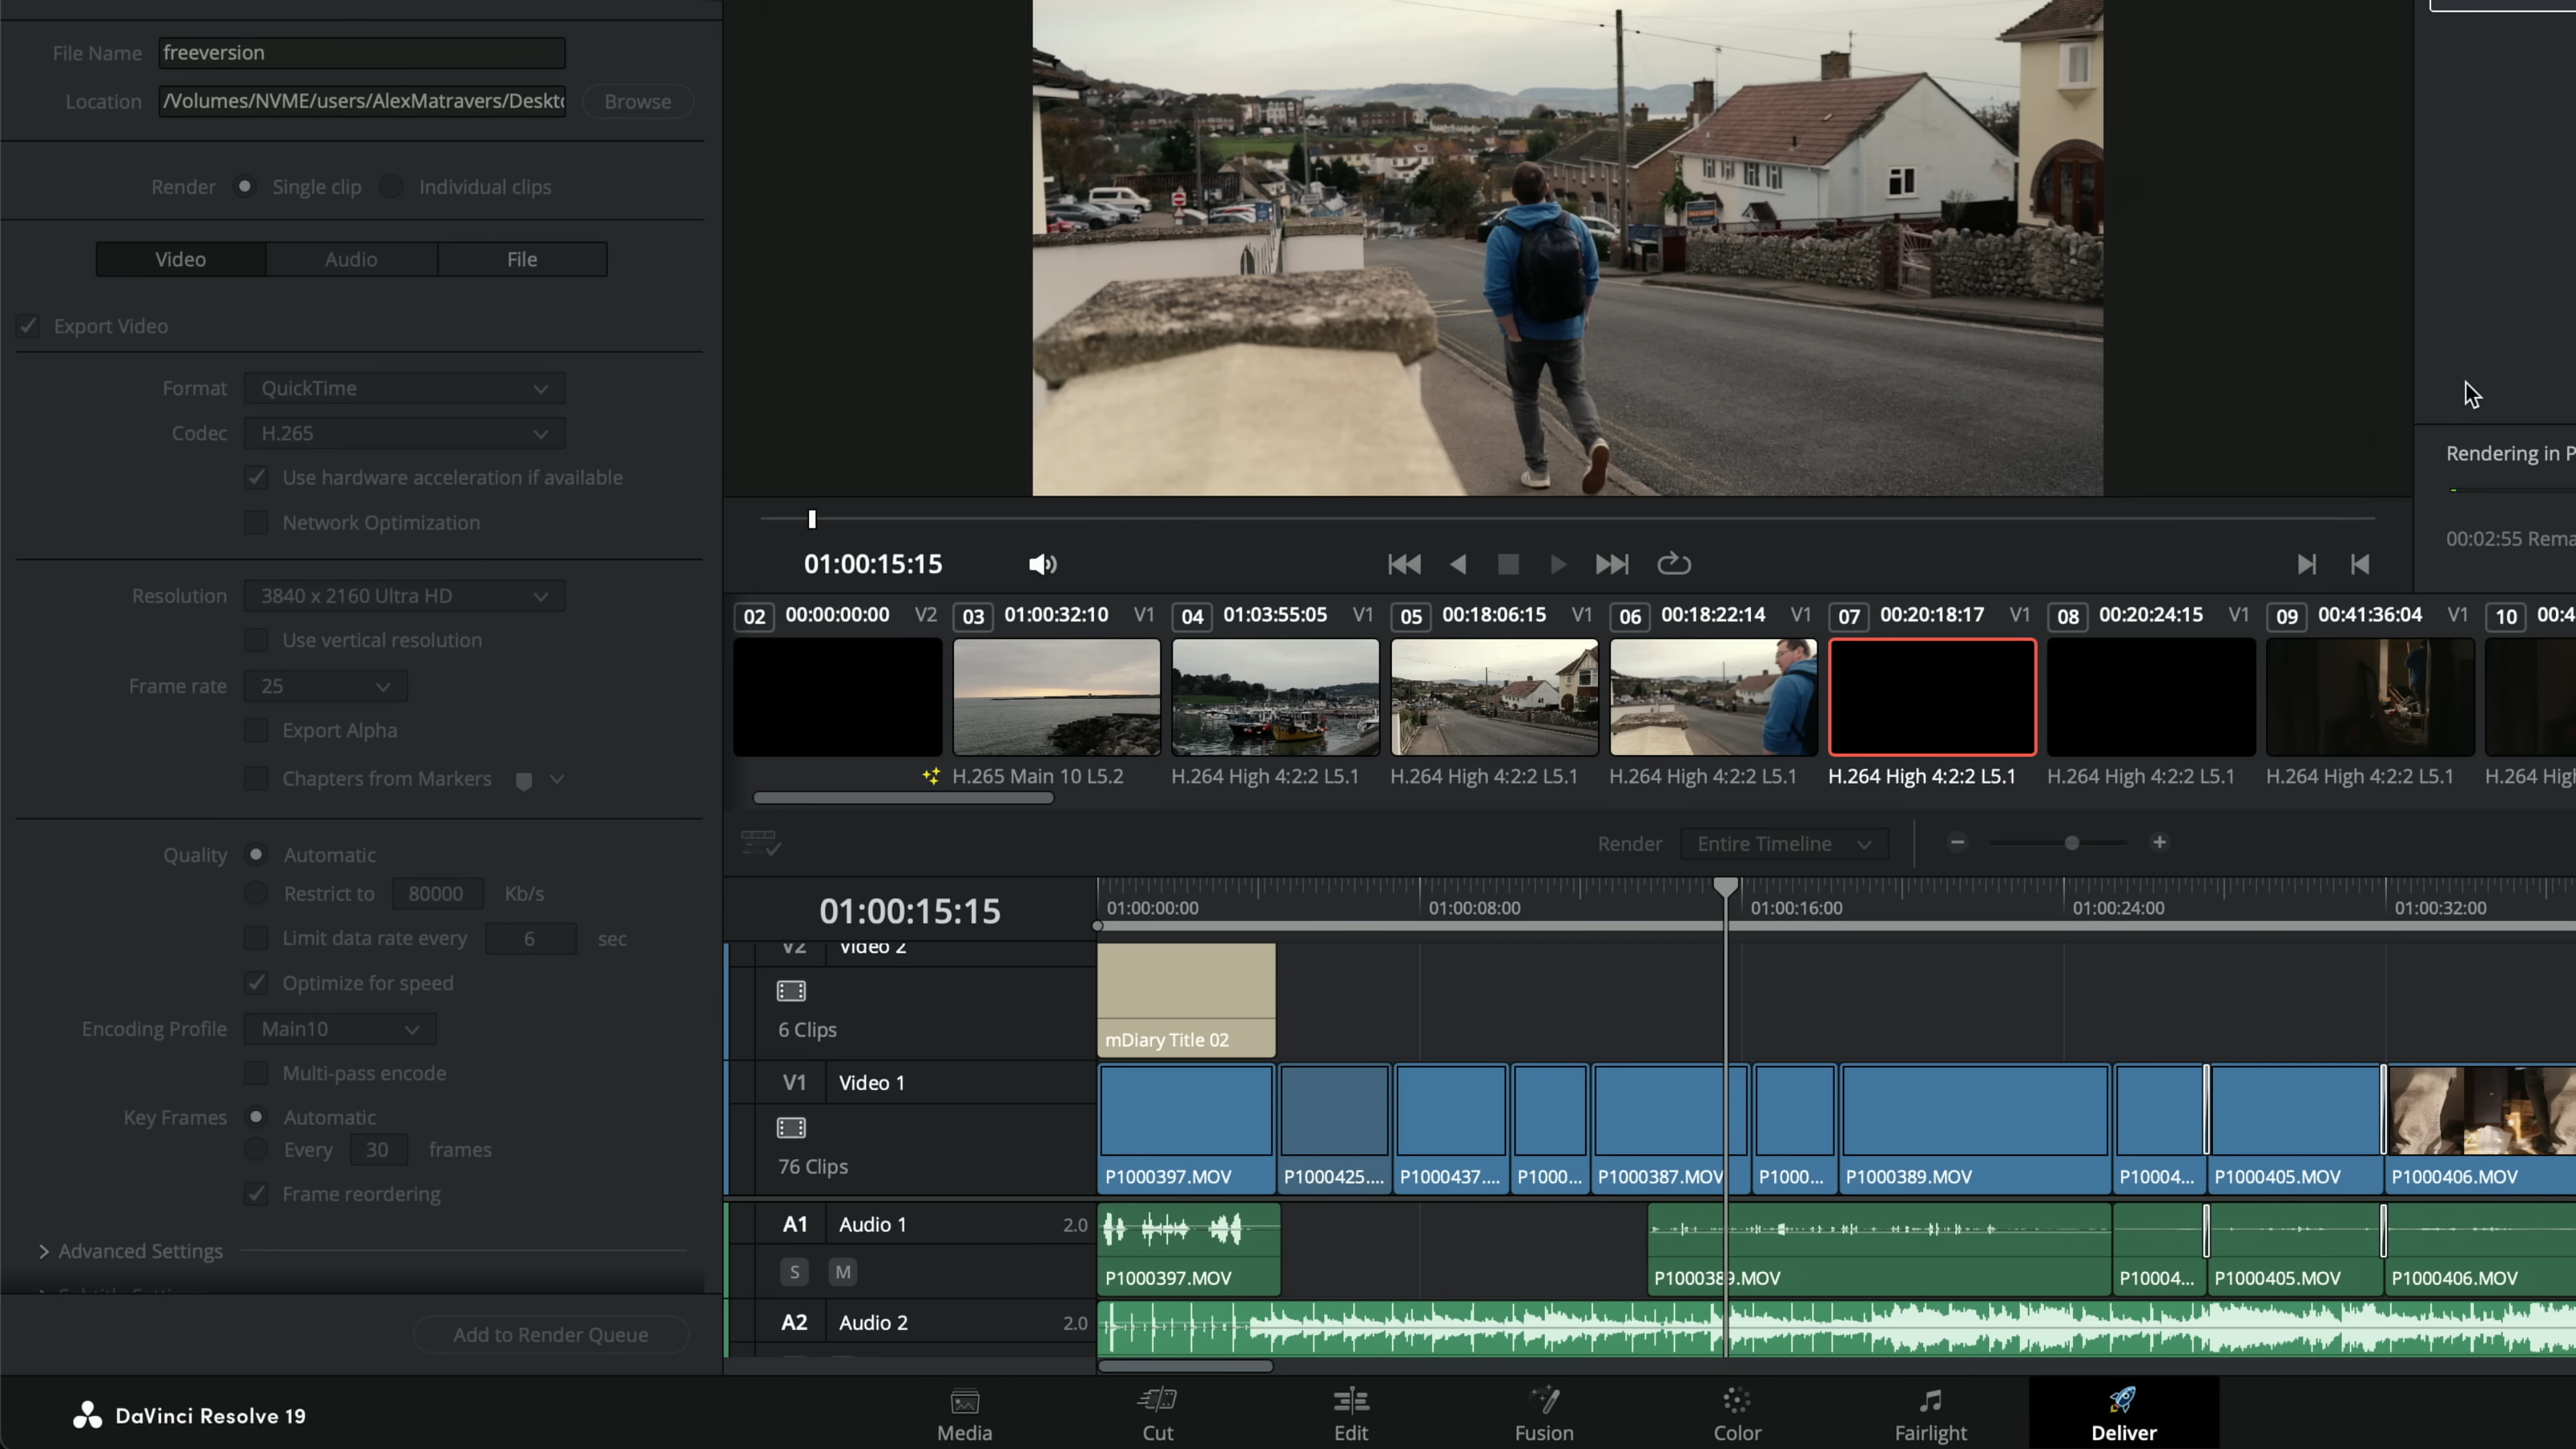 File Name freeversion
Location /Volumes/NVME/users/AlexMatravers/Deskto Browse
Render Single clip Individual clips
Video Audio File
Export Video
Format QuickTime
Codec H.265
Use hardware acceleration if available
Network Optimization
Resolution 3840 x 2160 Ultra HD
Use vertical resolution
Frame rate 25
Export Alpha
Chapters from Markers
Quality Automatic
Restrict to 80000 Kb/s
Limit data rate every 6 sec
Optimize for speed
Encoding Profile Main10
Multi-pass encode
Key Frames Automatic
Every 30 frames
Frame reordering
Advanced Settings
Add to Render Queue
Rendering in P
00:02:55 Rema
01:00:15:15
02 00:00:00:00 V2 03 01:00:32:10 V1 04 01:03:55:05 V1 05 00:18:06:15 V1 06 00:18:22:14 V1 07 00:20:18:17 V1 08 00:20:24:15 V1 09 00:41:36:04 V1 10 00:4
H.265 Main 10 L5.2 H.264 High 4:2:2 L5.1 H.264 High 4:2:2 L5.1 H.264 High 4:2:2 L5.1 H.264 High 4:2:2 L5.1 H.264 High 4:2:2 L5.1 H.264 High 4:2:2 L5.1 H.264 Hig
Render Entire Timeline
01:00:15:15 01:00:00:00 01:00:08:00 01:00:16:00 01:00:24:00 01:00:32:00
V2 Video 2
6 Clips mDiary Title 02
V1 Video 1
76 Clips P1000397.MOV P1000425.... P1000437.... P1000... P1000387.MOV P1000... P1000389.MOV P10004... P1000405.MOV P1000406.MOV
A1 Audio 1 2.0
S M P1000397.MOV P1000389.MOV P10004... P1000405.MOV P1000406.MOV
A2 Audio 2 2.0
DaVinci Resolve 19 Media Cut Edit Fusion Color Fairlight Deliver